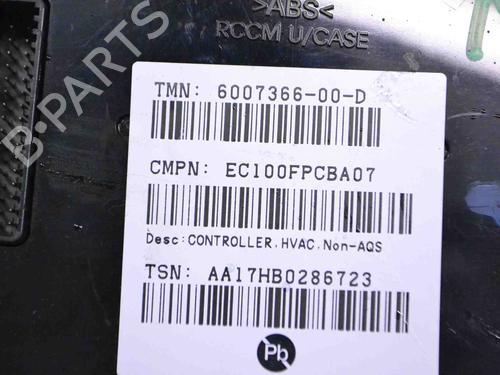 >ABS<
RCCM U/CASE
TMN: 6007366-00-D
CMPN: EC100FPCBA07
Desc:CONTROLLER,HVAC,Non-AQS
TSN: AA17HB0286723
Pb
B-PARTS